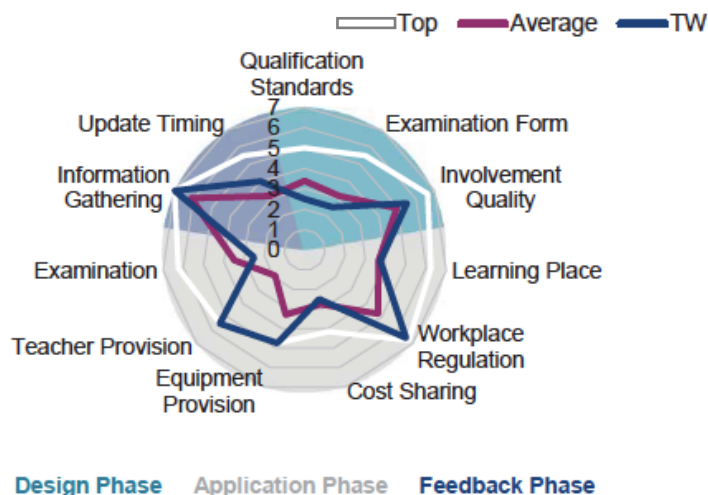 Top Average TW
Qualification
Standards
Update Timing
Examination Form
Information
Gathering
Involvement
Quality
7
6
5
4
3
2
1
0
Examination
Learning Place
Teacher Provision
Workplace
Regulation
Equipment
Provision
Cost Sharing
Design Phase Application Phase Feedback Phase